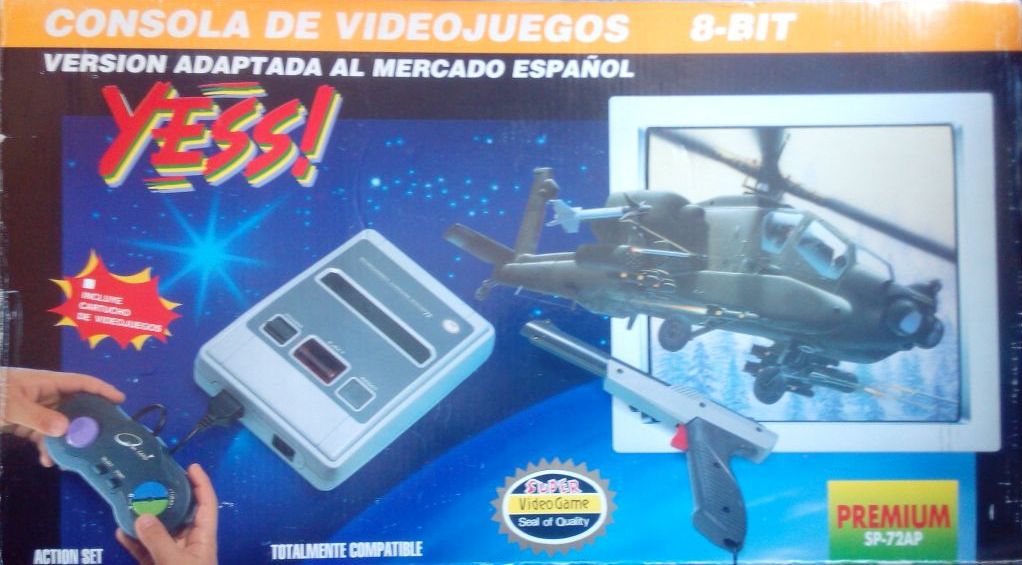 CONSOLA DE VIDEOJUEGOS 8-BIT
VERSION ADAPTADA AL MERCADO ESPAÑOL
YESS!
INCLUYE
CARTUCHO
DE VIDEOJUEGOS
EJECT
SUPER
Video Game
Seal of Quality
PREMIUM
SP-72AP
ACTION SET
TOTALMENTE COMPATIBLE